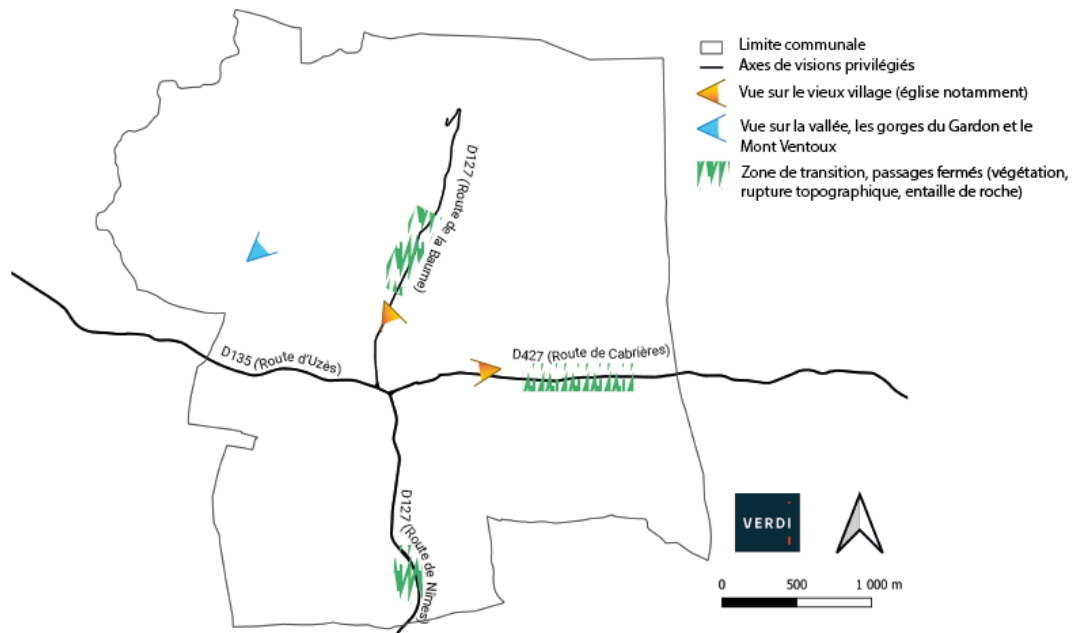 Limite communale
Axes de visions privilégiés
Vue sur le vieux village (église notamment)
Vue sur la vallée, les gorges du Gardon et le
Mont Ventoux
Zone de transition, passages fermés (végétation,
rupture topographique, entaille de roche)
D127 (Route de la Baume)
D135 (Route d'Uzès)
D427 (Route de Cabrières)
D127 (Route de Nîmes)
VERDI
0 500 1 000 m